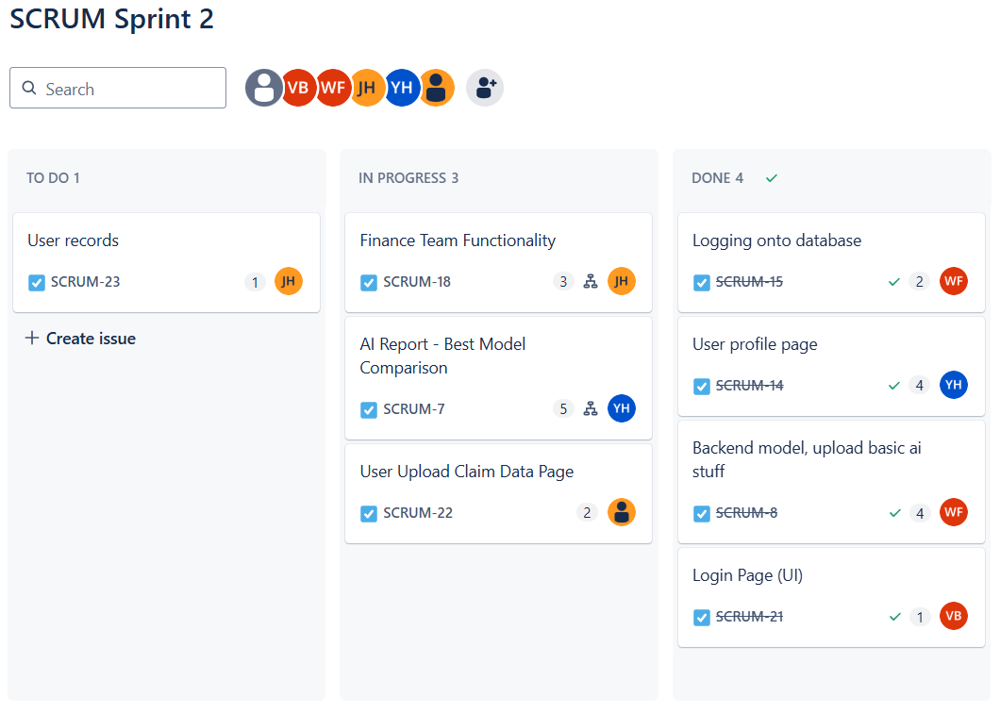 SCRUM Sprint 2
Search
VB WF JH YH
TO DO 1
User records
SCRUM-23 1 JH
Create issue
IN PROGRESS 3
Finance Team Functionality
SCRUM-18 3 JH
AI Report - Best Model
Comparison
SCRUM-7 5 YH
User Upload Claim Data Page
SCRUM-22 2
DONE 4
Logging onto database
SCRUM-15 2 WF
User profile page
SCRUM-14 4 YH
Backend model, upload basic ai
stuff
SCRUM-8 4 WF
Login Page (UI)
SCRUM-21 1 VB